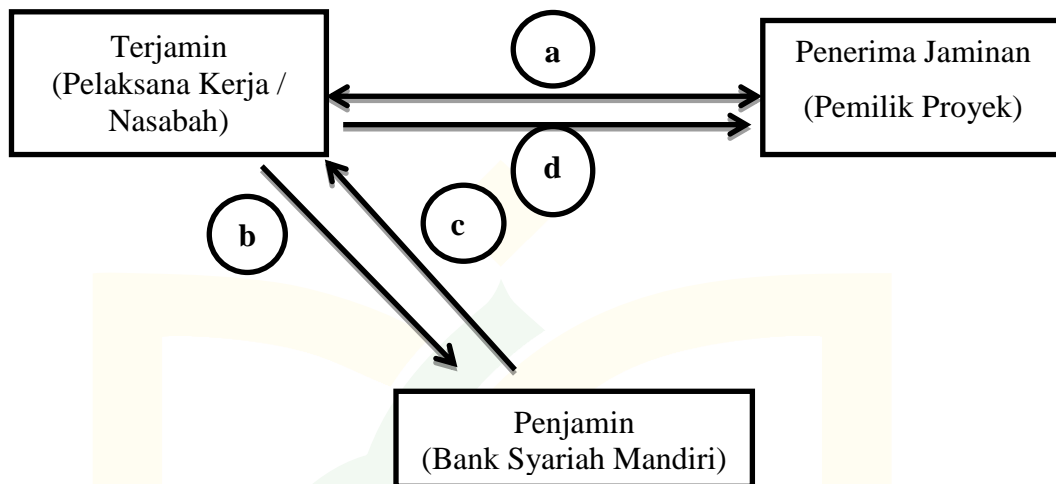 Terjamin
(Pelaksana Kerja /
Nasabah)
a
Penerima Jaminan
(Pemilik Proyek)
d
b
c
Penjamin
(Bank Syariah Mandiri)